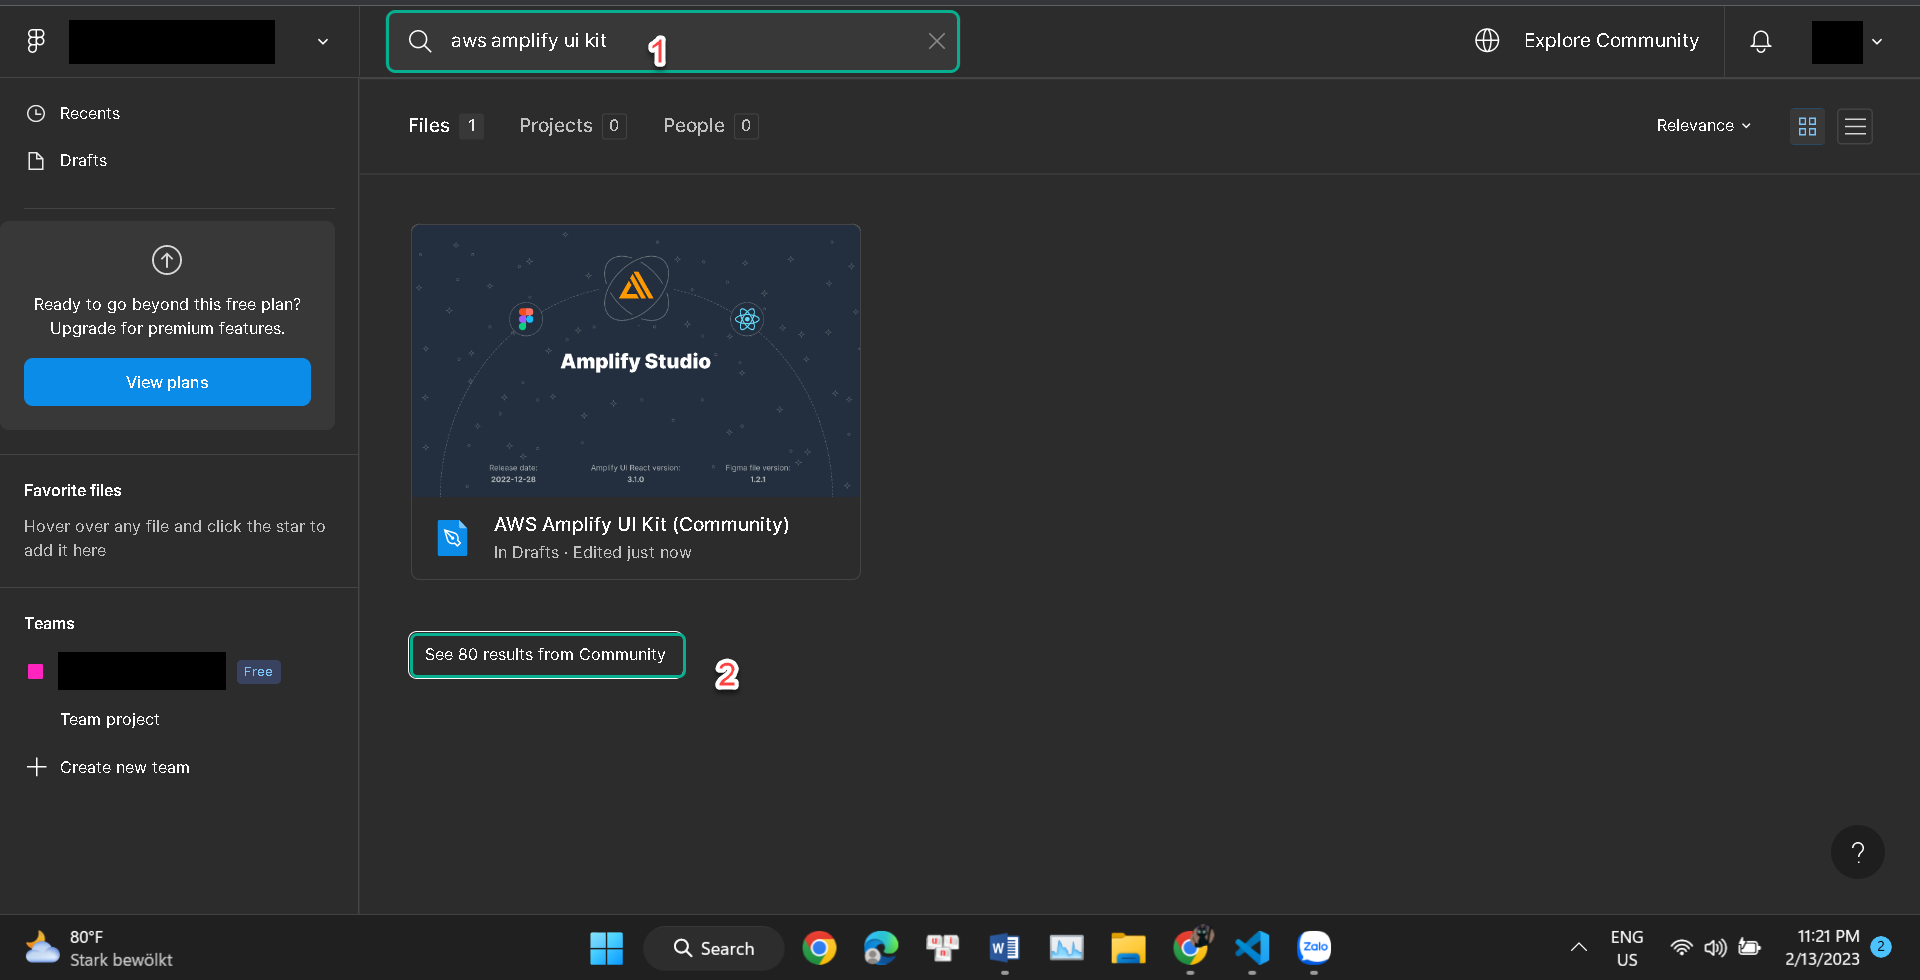 aws amplify ui kit
1
Explore Community
Recents
Drafts
Ready to go beyond this free plan?
Upgrade for premium features.
View plans
Favorite files
Hover over any file and click the star to
add it here
Teams
Free
Team project
Create new team
Files 1 Projects 0 People 0
Relevance
Amplify Studio
Release date: Amplify UI React version: Figma file version:
2022-12-28 3.1.0 1.2.1
AWS Amplify UI Kit (Community)
In Drafts · Edited just now
See 80 results from Community
2
?
80°F
Stark bewölkt
Search
Zalo
ENG
US
11:21 PM
2/13/2023
2